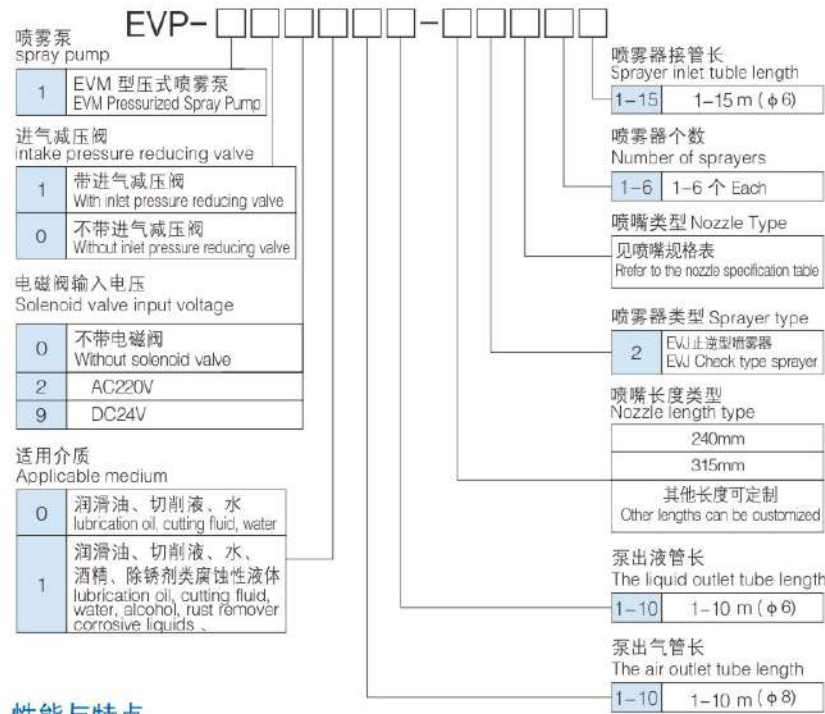 EVP-□□□□□□-□□□□□
喷雾泵
spray pump
1 EVM 型压式喷雾泵
EVM Pressurized Spray Pump
进气减压阀
intake pressure reducing valve
1 带进气减压阀
With inlet pressure reducing valve
0 不带进气减压阀
Without inlet pressure reducing valve
电磁阀输入电压
Solenoid valve input voltage
0 不带电磁阀
Without solenoid valve
2 AC220V
9 DC24V
适用介质
Applicable medium
0 润滑油、切削液、水
lubrication oil, cutting fluid, water
1 润滑油、切削液、水、
酒精、除锈剂类腐蚀性液体
lubrication oil, cutting fluid,
water, alcohol, rust remover
corrosive liquids 、
喷雾器接管长
Sprayer inlet tuble length
1-15 1-15 m ( φ 6)
喷雾器个数
Number of sprayers
1-6 1-6 个 Each
喷嘴类型 Nozzle Type
见喷嘴规格表
Rrefer to the nozzle specification table
喷雾器类型 Sprayer type
2 EVJ止逆型喷雾器
EVJ Check type sprayer
喷嘴长度类型
Nozzle length type
240mm
315mm
其他长度可定制
Other lengths can be customized
泵出液管长
The liquid outlet tube length
1-10 1-10 m ( φ 6)
泵出气管长
The air outlet tube length
1-10 1-10 m ( φ 8)
性能与特点